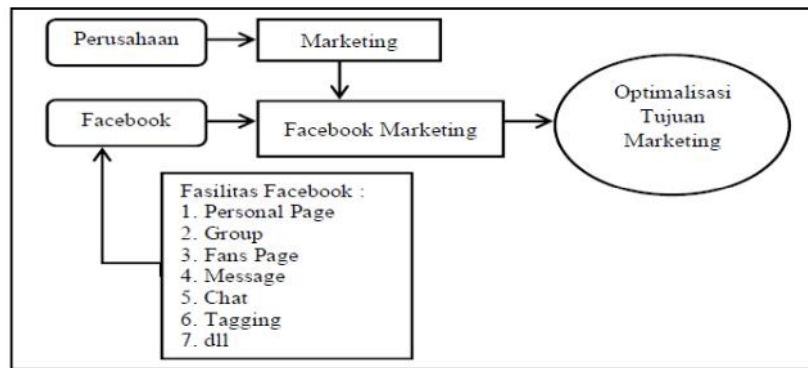 Perusahaan
Marketing
Facebook
Facebook Marketing
Optimalisasi
Tujuan
Marketing
Fasilitas Facebook :
1. Personal Page
2. Group
3. Fans Page
4. Message
5. Chat
6. Tagging
7. dll